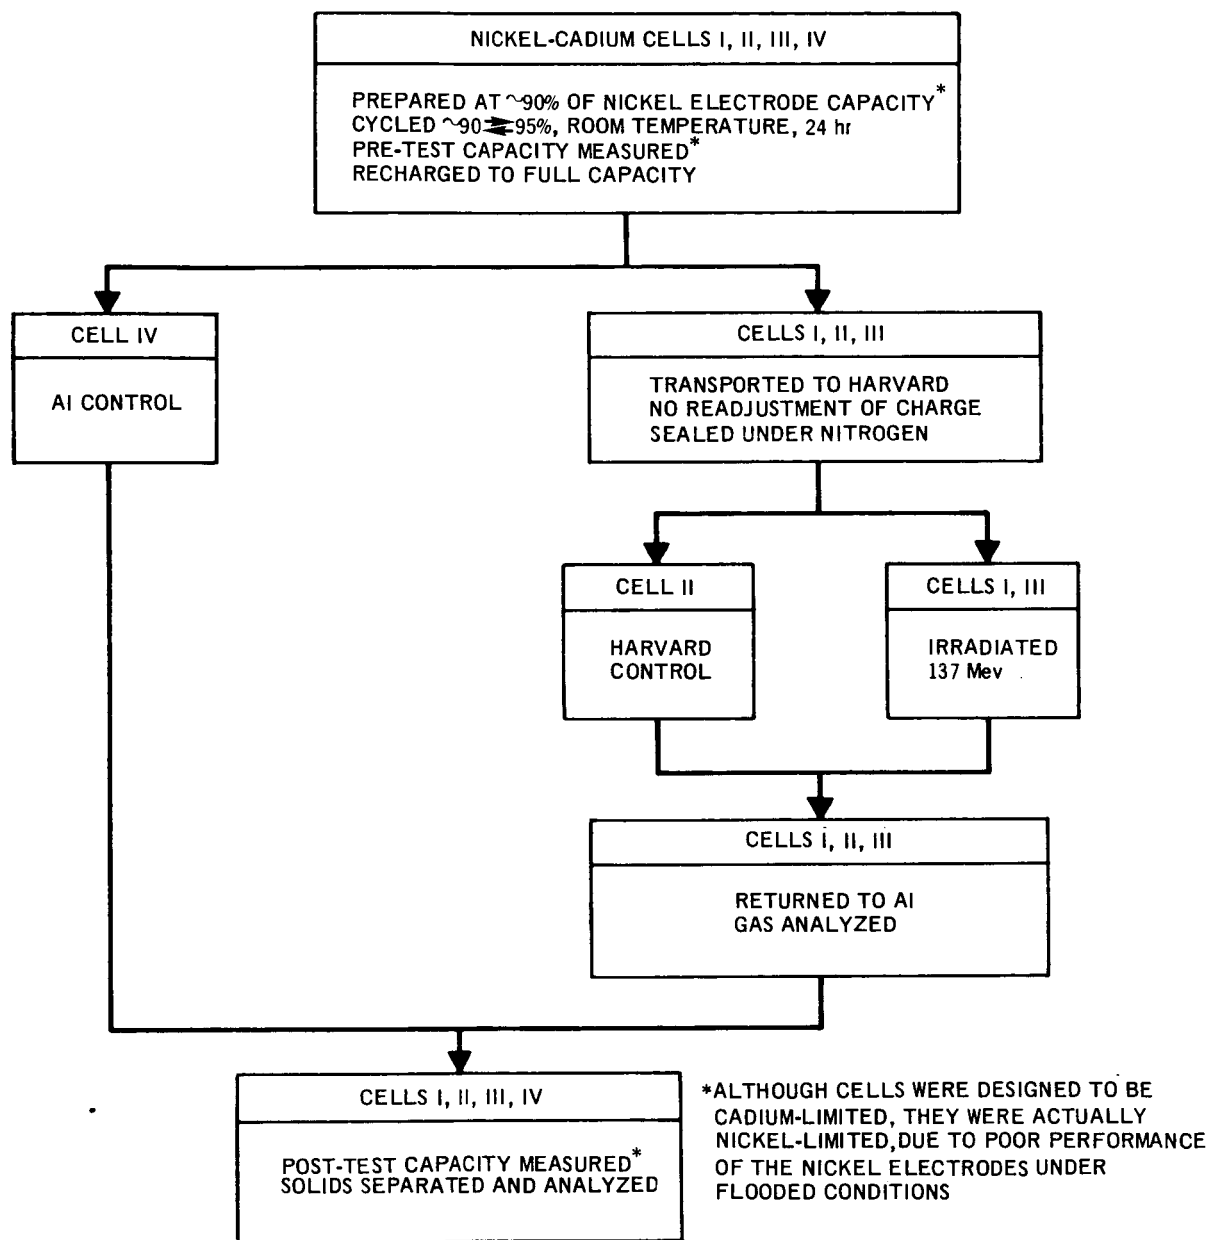 NICKEL-CADIUM CELLS I, II, III, IV
PREPARED AT ~90% OF NICKEL ELECTRODE CAPACITY*
CYCLED ~90⇄95%, ROOM TEMPERATURE, 24 hr
PRE-TEST CAPACITY MEASURED*
RECHARGED TO FULL CAPACITY
CELL IV
AI CONTROL
CELLS I, II, III
TRANSPORTED TO HARVARD
NO READJUSTMENT OF CHARGE
SEALED UNDER NITROGEN
CELL II
HARVARD
CONTROL
CELLS I, III
IRRADIATED
137 Mev
CELLS I, II, III
RETURNED TO AI
GAS ANALYZED
CELLS I, II, III, IV
POST-TEST CAPACITY MEASURED*
SOLIDS SEPARATED AND ANALYZED
*ALTHOUGH CELLS WERE DESIGNED TO BE
CADIUM-LIMITED, THEY WERE ACTUALLY
NICKEL-LIMITED, DUE TO POOR PERFORMANCE
OF THE NICKEL ELECTRODES UNDER
FLOODED CONDITIONS